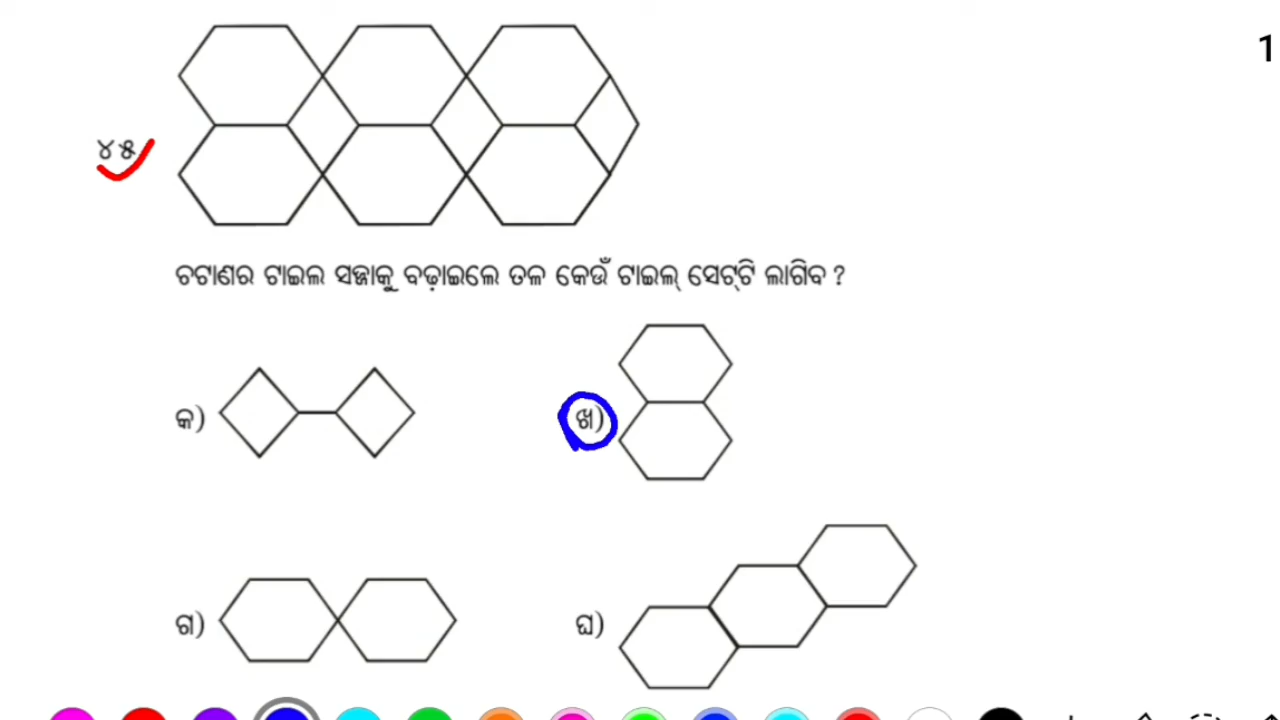 1
୪୫
ଚଟାଣର ଟାଇଲ ସଜ୍ଜାକୁ ବଢ଼ାଇଲେ ତଳ କେଉଁ ଟାଇଲ୍ ସେଟ୍‌ଟି ଲାଗିବ ?
କ) ଖ)
ଗ) ଘ)